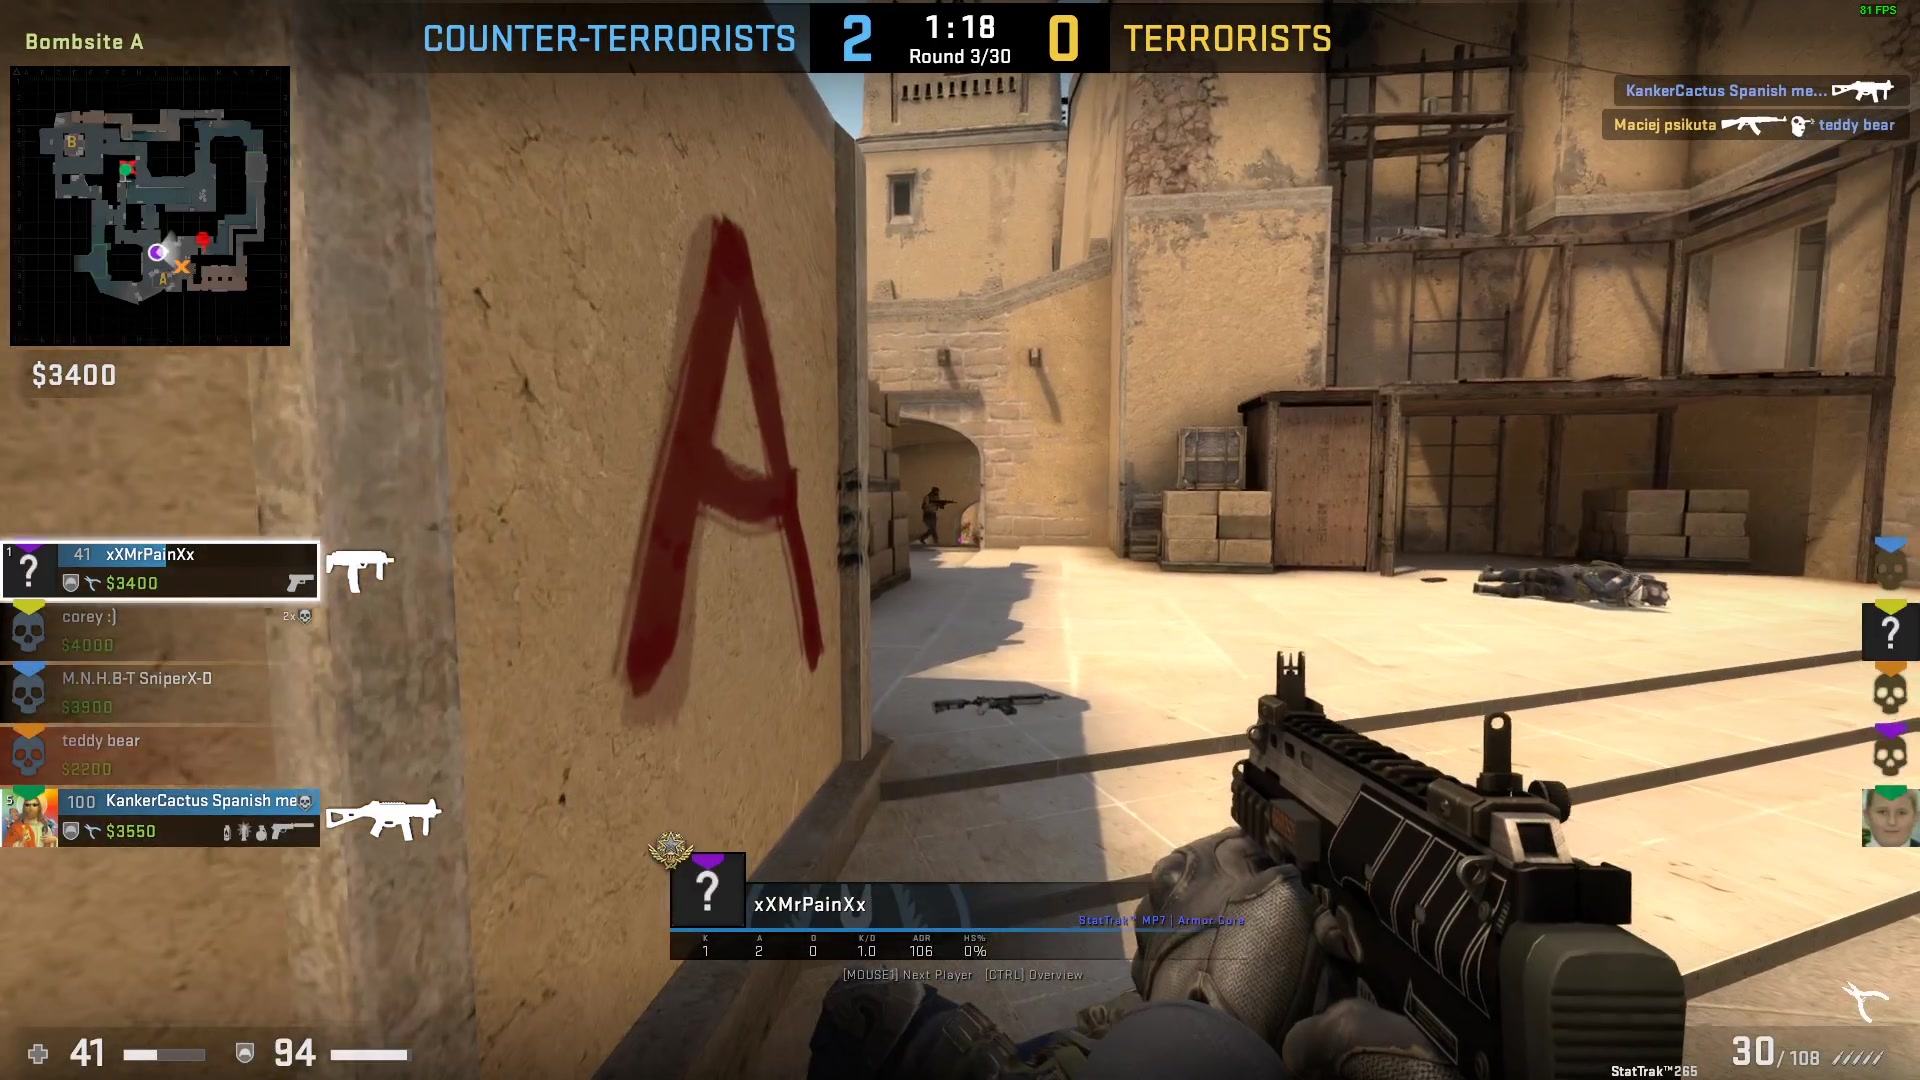 81 FPS
Bombsite A
COUNTER-TERRORISTS 2 1:18 0 TERRORISTS
Round 3/30
KankerCactus Spanish me...
Maciej psikuta teddy bear
B
A
$3400
A
1 ? 41 xXMrPainXx
$3400
corey :)
2x
$4000
M.N.H.B-T SniperX-D
$3900
teddy bear
$2200
5 100 KankerCactus Spanish me
$3550
?
? xXMrPainXx
StatTrak™ MP7 | Armor Core
K A D K/D ADR HS%
1 2 0 1.0 106 0%
[MOUSE1] Next Player [CTRL] Overview
41 94
30 / 108
StatTrak™265